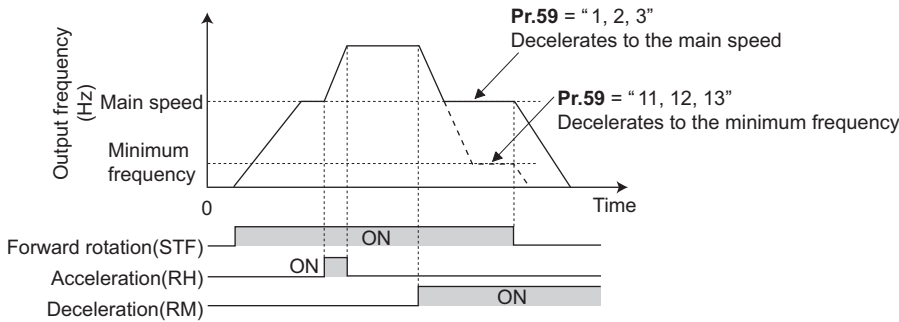 Pr.59 = “ 1, 2, 3”
Decelerates to the main speed
Output frequency
(Hz)
Main speed
Pr.59 = “ 11, 12, 13”
Decelerates to the minimum frequency
Minimum
frequency
0
Time
Forward rotation(STF)
ON
Acceleration(RH)
ON
Deceleration(RM)
ON